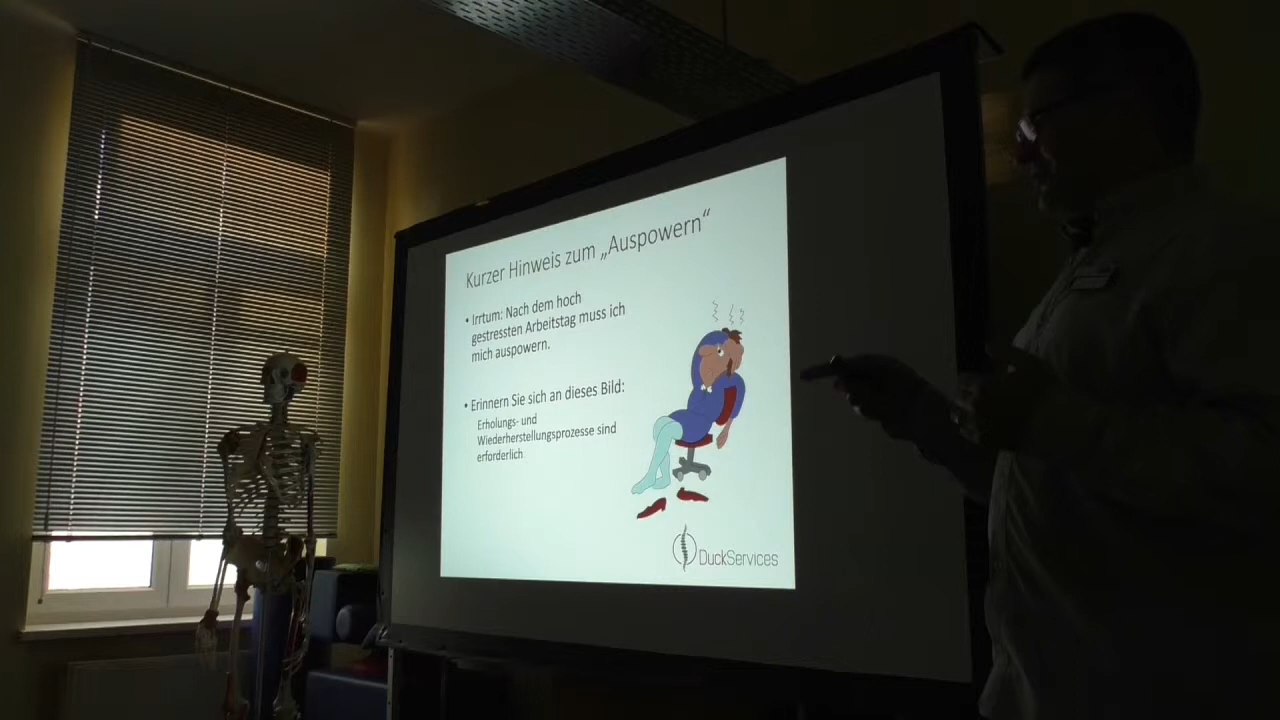 Kurzer Hinweis zum „Auspowern“
• Irrtum: Nach dem hoch
gestressten Arbeitstag muss ich
mich auspowern.
• Erinnern Sie sich an dieses Bild:
Erholungs- und
Wiederherstellungsprozesse sind
erforderlich
DuckServices